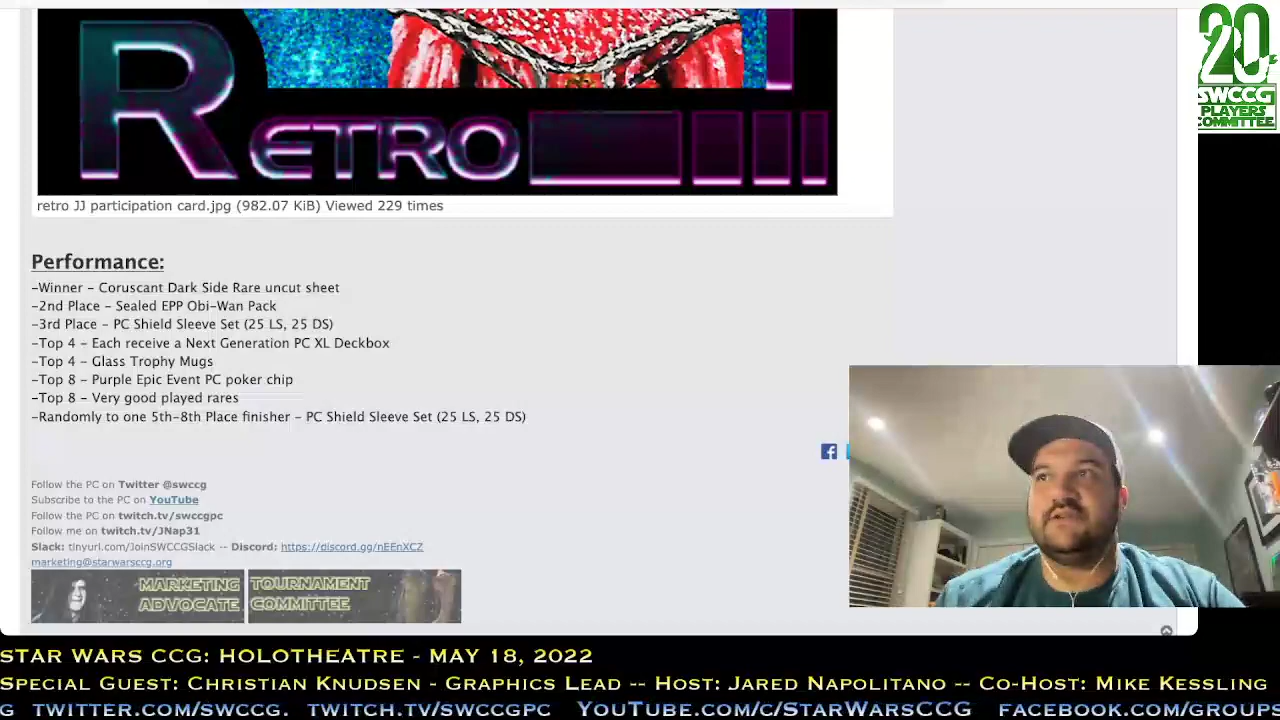 RETRO
20
SWCCG
PLAYERS
COMMITTEE
retro JJ participation card.jpg (982.07 KiB) Viewed 229 times
Performance:
-Winner - Coruscant Dark Side Rare uncut sheet
-2nd Place - Sealed EPP Obi-Wan Pack
-3rd Place - PC Shield Sleeve Set (25 LS, 25 DS)
-Top 4 - Each receive a Next Generation PC XL Deckbox
-Top 4 - Glass Trophy Mugs
-Top 8 - Purple Epic Event PC poker chip
-Top 8 - Very good played rares
-Randomly to one 5th-8th Place finisher - PC Shield Sleeve Set (25 LS, 25 DS)
Follow the PC on Twitter @swccg
Subscribe to the PC on YouTube
Follow the PC on twitch.tv/swccgpc
Follow me on twitch.tv/JNap31
Slack: tinyurl.com/JoinSWCCGSlack -- Discord: https://discord.gg/nEEnXCZ
marketing@starwarsccg.org
MARKETING ADVOCATE
TOURNAMENT COMMITTEE
STAR WARS CCG: HOLOTHEATRE - MAY 18, 2022
SPECIAL GUEST: CHRISTIAN KNUDSEN - GRAPHICS LEAD -- HOST: JARED NAPOLITANO -- CO-HOST: MIKE KESSLING
G TWITTER.COM/SWCCG. TWITCH.TV/SWCCGPC YOUTUBE.COM/C/STARWARSCCG FACEBOOK.COM/GROUPS